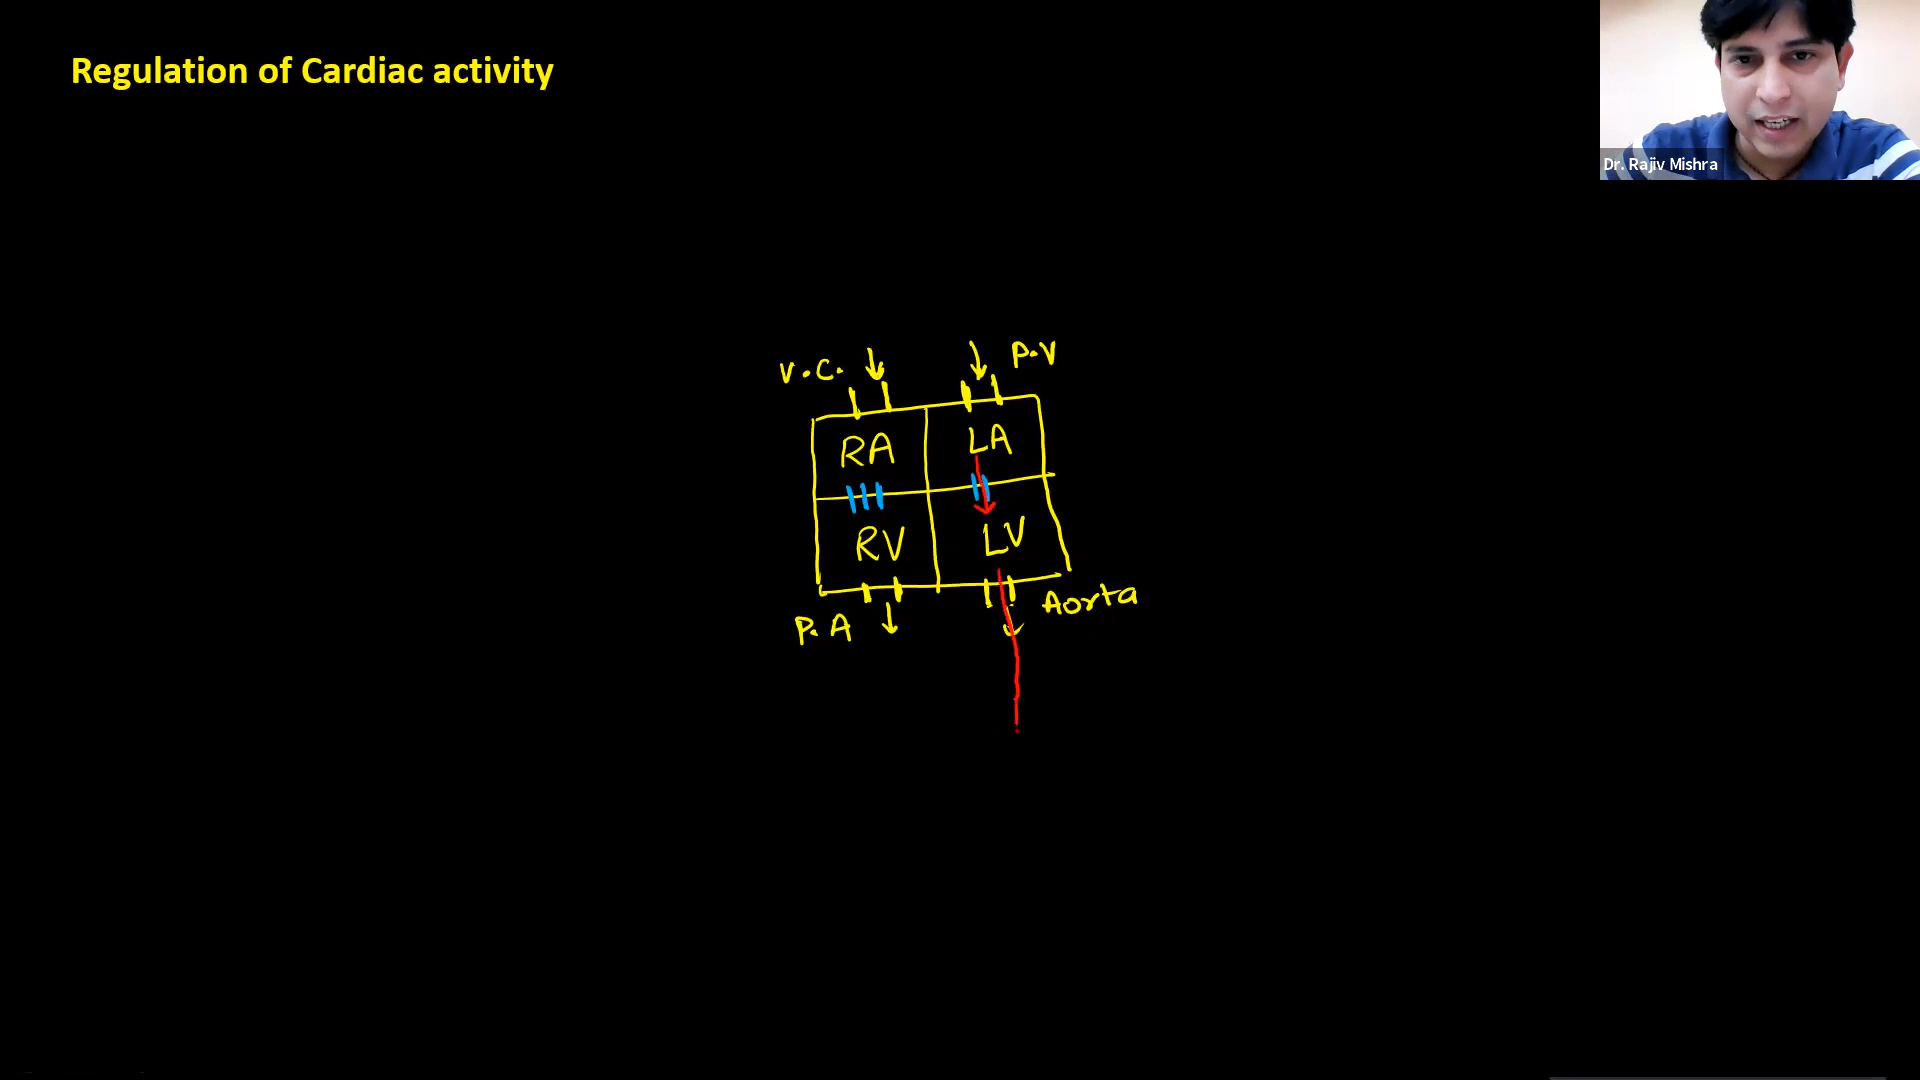 Regulation of Cardiac activity
Dr. Rajiv Mishra
V.C. P.V
RA LA
RV LV
P.A Aorta